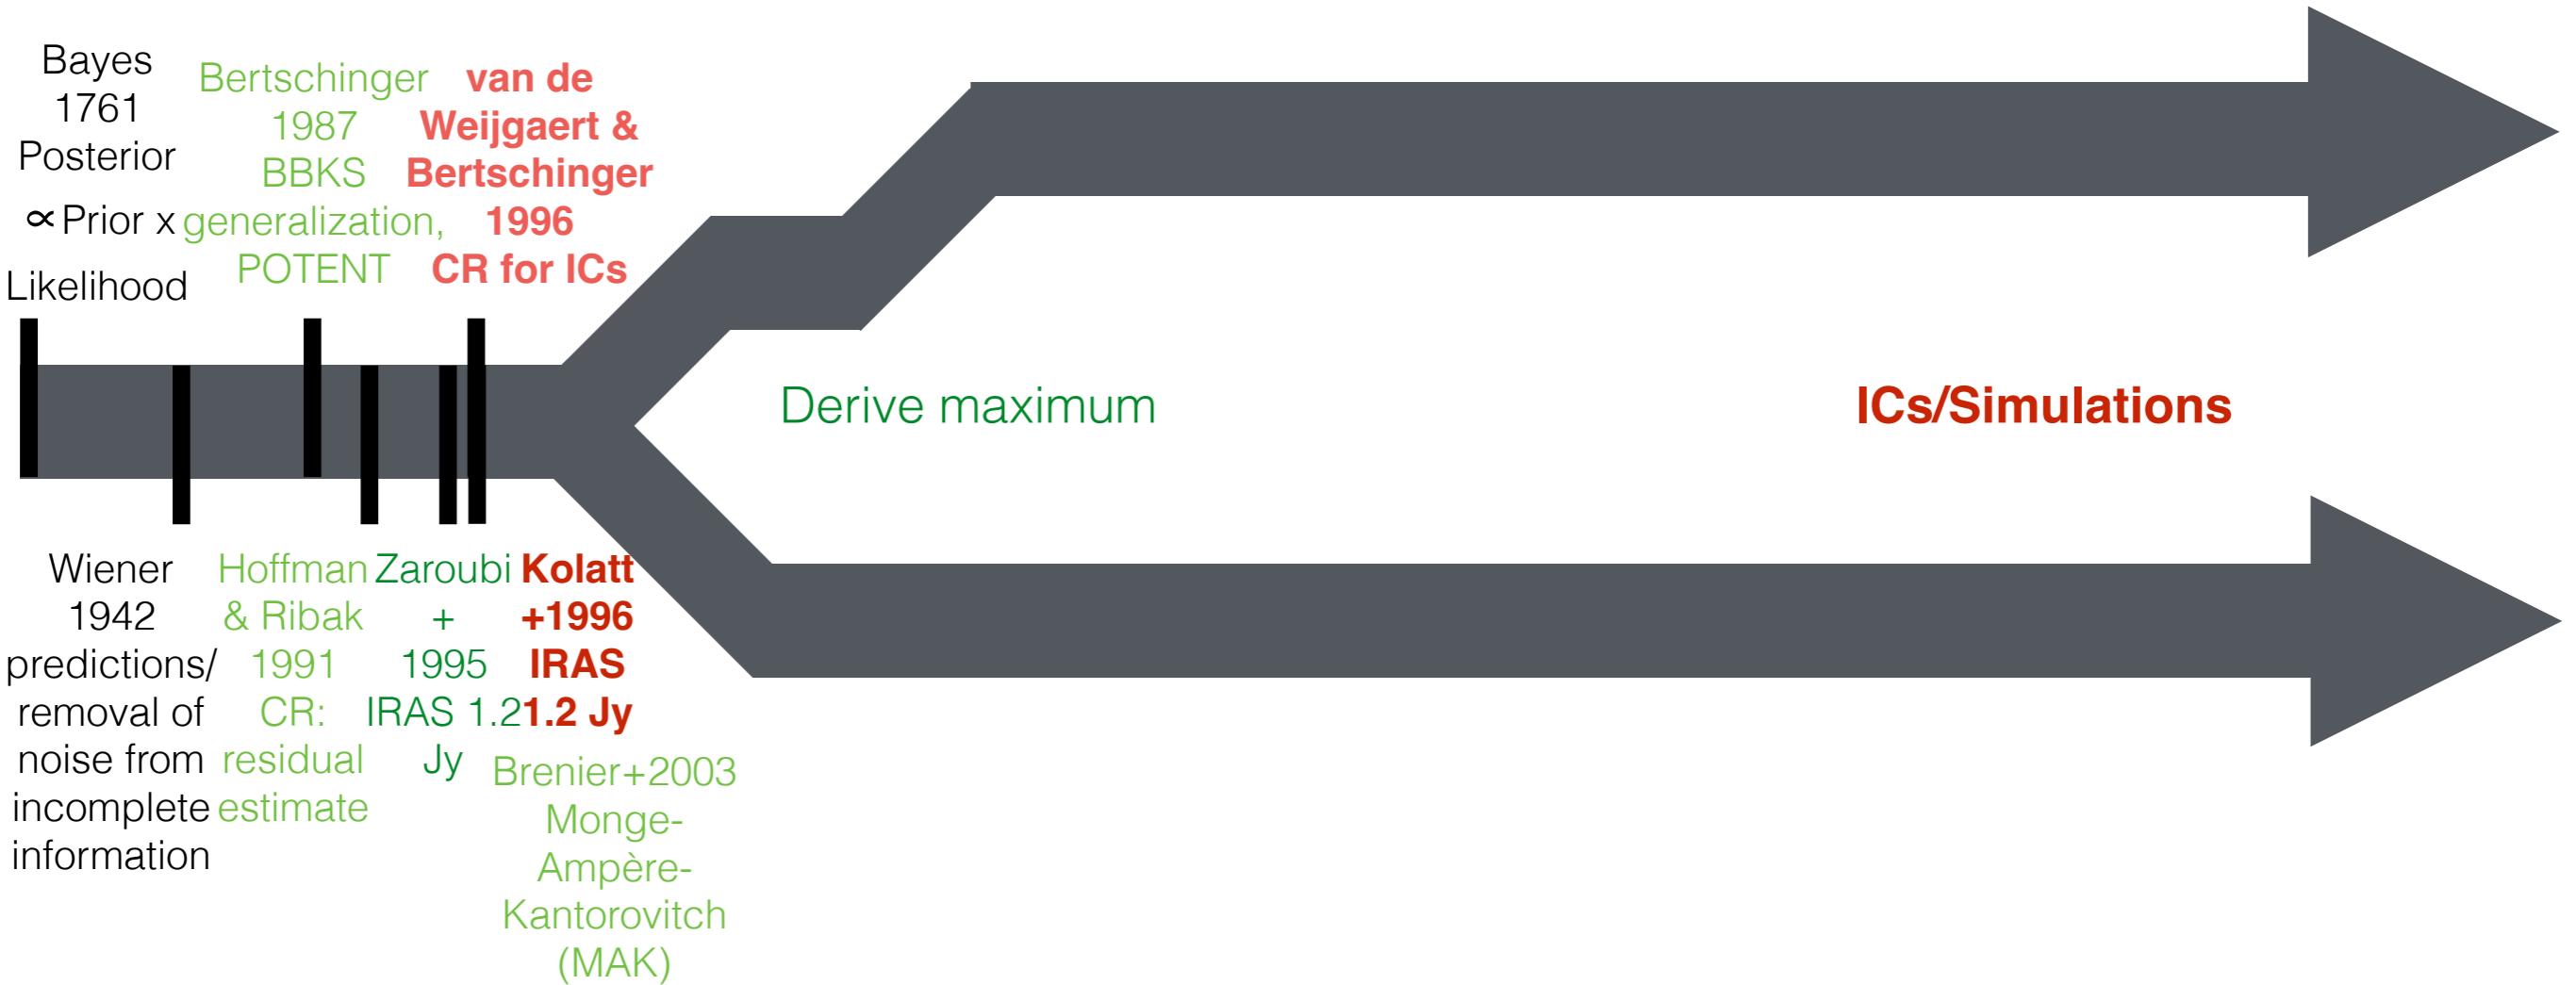 Bayes
1761
Posterior
∝ Prior x
Likelihood
Bertschinger
1987
BBKS
generalization,
POTENT
van de
Weijgaert &
Bertschinger
1996
CR for ICs
Derive maximum
ICs/Simulations
Wiener
1942
predictions/
removal of
noise from
incomplete
information
Hoffman
& Ribak
1991
CR:
residual
estimate
Zaroubi
+
1995
IRAS 1.2
Jy
Kolatt
+1996
IRAS
1.2 Jy
Brenier+2003
Monge-
Ampère-
Kantorovitch
(MAK)